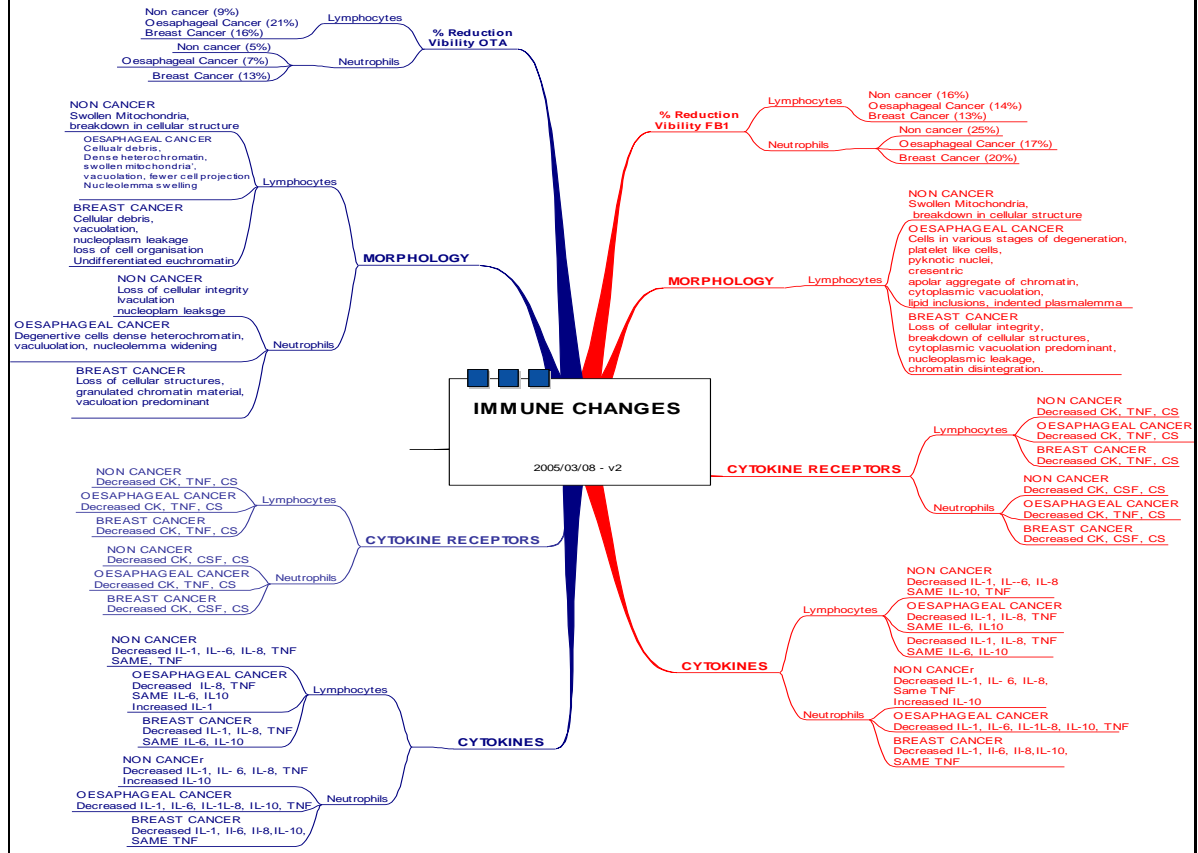 Non cancer (9%)
Oesaphageal Cancer (21%)
Breast Cancer (16%)
Lymphocytes
Non cancer (5%)
Oesaphageal Cancer (7%)
Breast Cancer (13%)
Neutrophils
% Reduction
Vibility OTA
NON CANCER
Swollen Mitochondria,
breakdown in cellular structure
OESAPHAGEAL CANCER
Cellualr debris,
Dense heterochromatin,
swollen mitochondria',
vacuolation, fewer cell projection
Nucleolemma swelling
Lymphocytes
BREAST CANCER
Cellular debris,
vacuolation,
nucleoplasm leakage
loss of cell organisation
Undifferentiated euchromatin
MORPHOLOGY
NON CANCER
Loss of cellular integrity
lvaculation
nucleoplam leaksge
OESAPHAGEAL CANCER
Degenertive cells dense heterochromatin,
vacuIuolation, nucleolemma widening
Neutrophils
BREAST CANCER
Loss of cellular structures,
granulated chromatin material,
vaculoation predominant
NON CANCER
Decreased CK, TNF, CS
OESAPHAGEAL CANCER
Decreased CK, TNF, CS
BREAST CANCER
Decreased CK, TNF, CS
Lymphocytes
CYTOKINE RECEPTORS
NON CANCER
Decreased CK, CSF, CS
OESAPHAGEAL CANCER
Decreased CK, TNF, CS
BREAST CANCER
Decreased CK, CSF, CS
Neutrophils
NON CANCER
Decreased IL-1, IL--6, IL-8, TNF
SAME, TNF
OESAPHAGEAL CANCER
Decreased IL-8, TNF
SAME IL-6, IL10
Increased IL-1
BREAST CANCER
Decreased IL-1, IL-8, TNF
SAME IL-6, IL-10
Lymphocytes
CYTOKINES
NON CANCEr
Decreased IL-1, IL- 6, IL-8, TNF
Increased IL-10
OESAPHAGEAL CANCER
Decreased IL-1, IL-6, IL-1L-8, IL-10, TNF
BREAST CANCER
Decreased IL-1, Il-6, Il-8,IL-10,
SAME TNF
Neutrophils
IMMUNE CHANGES
2005/03/08 - v2
% Reduction
Vibility FB1
Lymphocytes
Non cancer (16%)
Oesaphageal Cancer (14%)
Breast Cancer (13%)
Neutrophils
Non cancer (25%)
Oesaphageal Cancer (17%)
Breast Cancer (20%)
MORPHOLOGY
Lymphocytes
NON CANCER
Swollen Mitochondria,
breakdown in cellular structure
OESAPHAGEAL CANCER
Cells in various stages of degeneration,
platelet like cells,
pyknotic nuclei,
cresentric
apolar aggregate of chromatin,
cytoplasmic vacuolation,
lipid inclusions, indented plasmalemma
BREAST CANCER
Loss of cellular integrity,
breakdown of cellular structures,
cytoplasmic vacuolation predominant,
nucleoplasmic leakage,
chromatin disintegration.
CYTOKINE RECEPTORS
Lymphocytes
NON CANCER
Decreased CK, TNF, CS
OESAPHAGEAL CANCER
Decreased CK, TNF, CS
BREAST CANCER
Decreased CK, TNF, CS
Neutrophils
NON CANCER
Decreased CK, CSF, CS
OESAPHAGEAL CANCER
Decreased CK, TNF, CS
BREAST CANCER
Decreased CK, CSF, CS
CYTOKINES
Lymphocytes
NON CANCER
Decreased IL-1, IL--6, IL-8
SAME IL-10, TNF
OESAPHAGEAL CANCER
Decreased IL-1, IL-8, TNF
SAME IL-6, IL10
Decreased IL-1, IL-8, TNF
SAME IL-6, IL-10
Neutrophils
NON CANCEr
Decreased IL-1, IL- 6, IL-8,
Same TNF
Increased IL-10
OESAPHAGEAL CANCER
Decreased IL-1, IL-6, IL-1L-8, IL-10, TNF
BREAST CANCER
Decreased IL-1, Il-6, Il-8,IL-10,
SAME TNF